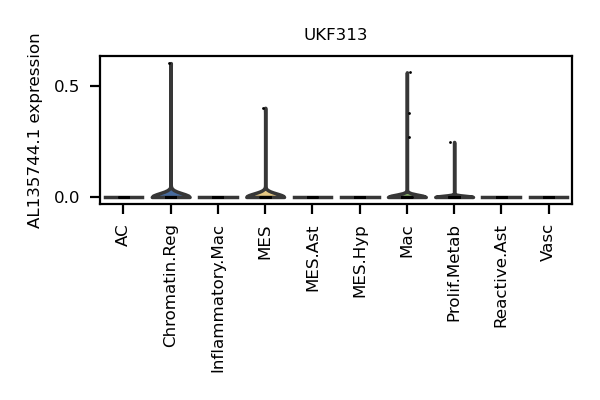 UKF313
AL135744.1 expression
0.5
0.0
AC
Chromatin.Reg
Inflammatory.Mac
MES
MES.Ast
MES.Hyp
Mac
Prolif.Metab
Reactive.Ast
Vasc